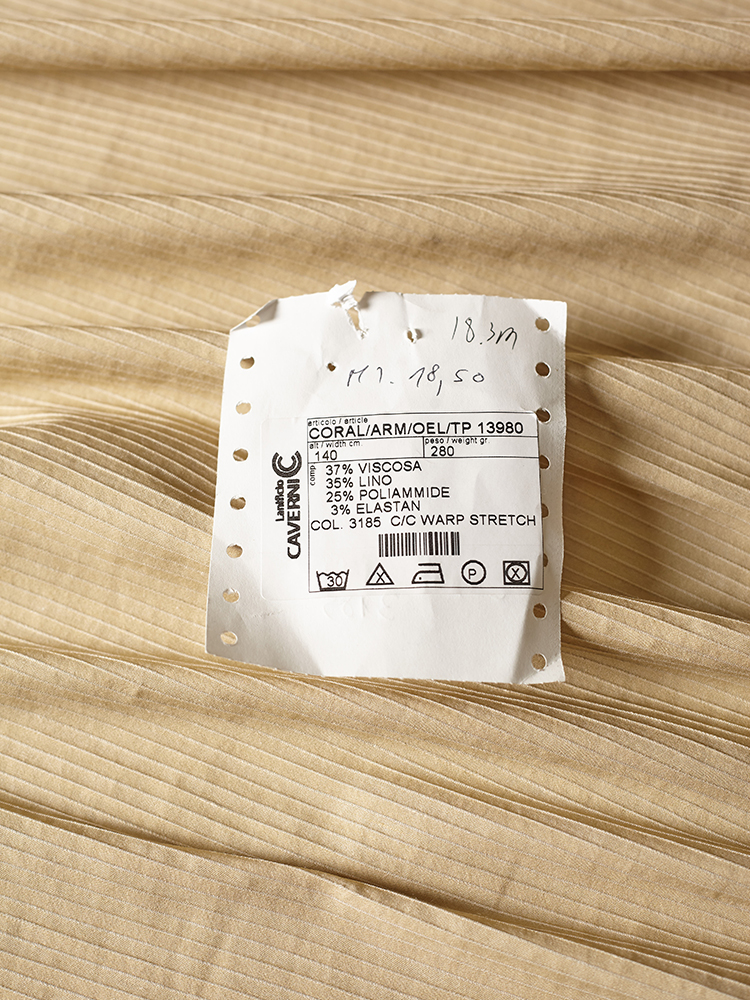 18.3m
MT. 18,50
articolo / article
CORAL/ARM/OEL/TP 13980
alt / width cm
peso / weight gr.
140
280
comp
37% VISCOSA
35% LINO
25% POLIAMMIDE
3% ELASTAN
COL. 3185 C/C WARP STRETCH
Lanificio
CAVERNI
30
P